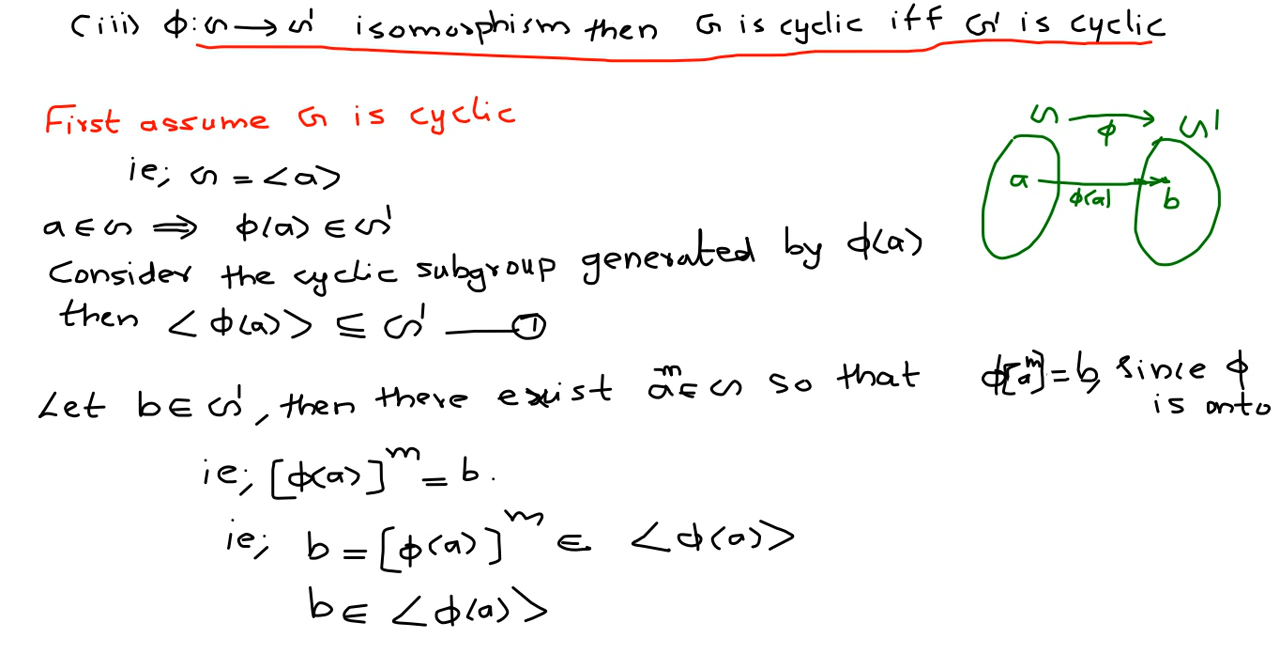 (iii) ϕ: G → G' isomorphism then G is cyclic iff G' is cyclic
First assume G is cyclic
ie; G = <a>
a ∈ G ⟹ ϕ(a) ∈ G'
Consider the cyclic subgroup generated by ϕ(a)
then <ϕ(a)> ⊆ G' —— ①
Let b ∈ G', then there exist a^m ∈ G so that ϕ[a^m] = b, since ϕ
is onto
ie; [ϕ(a)]^m = b.
ie; b = [ϕ(a)]^m ∈ <ϕ(a)>
b ∈ <ϕ(a)>
G → G'
ϕ
a → b
ϕ(a)